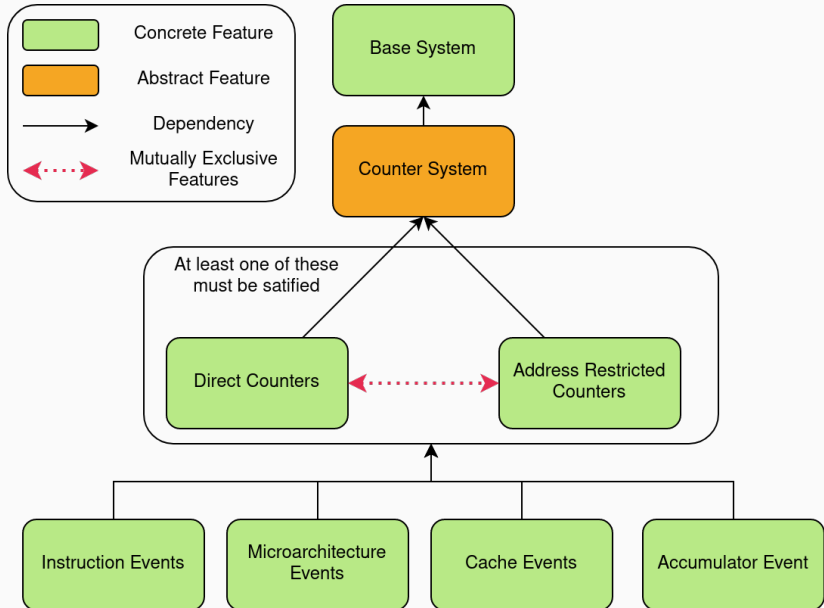 Concrete Feature
Abstract Feature
Dependency
Mutually Exclusive
Features
Base System
Counter System
At least one of these
must be satified
Direct Counters
Address Restricted
Counters
Instruction Events
Microarchitecture
Events
Cache Events
Accumulator Event